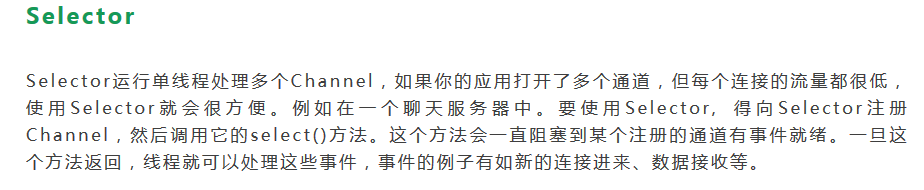 Selector
Selector运行单线程处理多个Channel，如果你的应用打开了多个通道，但每个连接的流量都很低，
使用Selector就会很方便。例如在一个聊天服务器中。要使用Selector, 得向Selector注册
Channel，然后调用它的select()方法。这个方法会一直阻塞到某个注册的通道有事件就绪。一旦这
个方法返回，线程就可以处理这些事件，事件的例子有如新的连接进来、数据接收等。